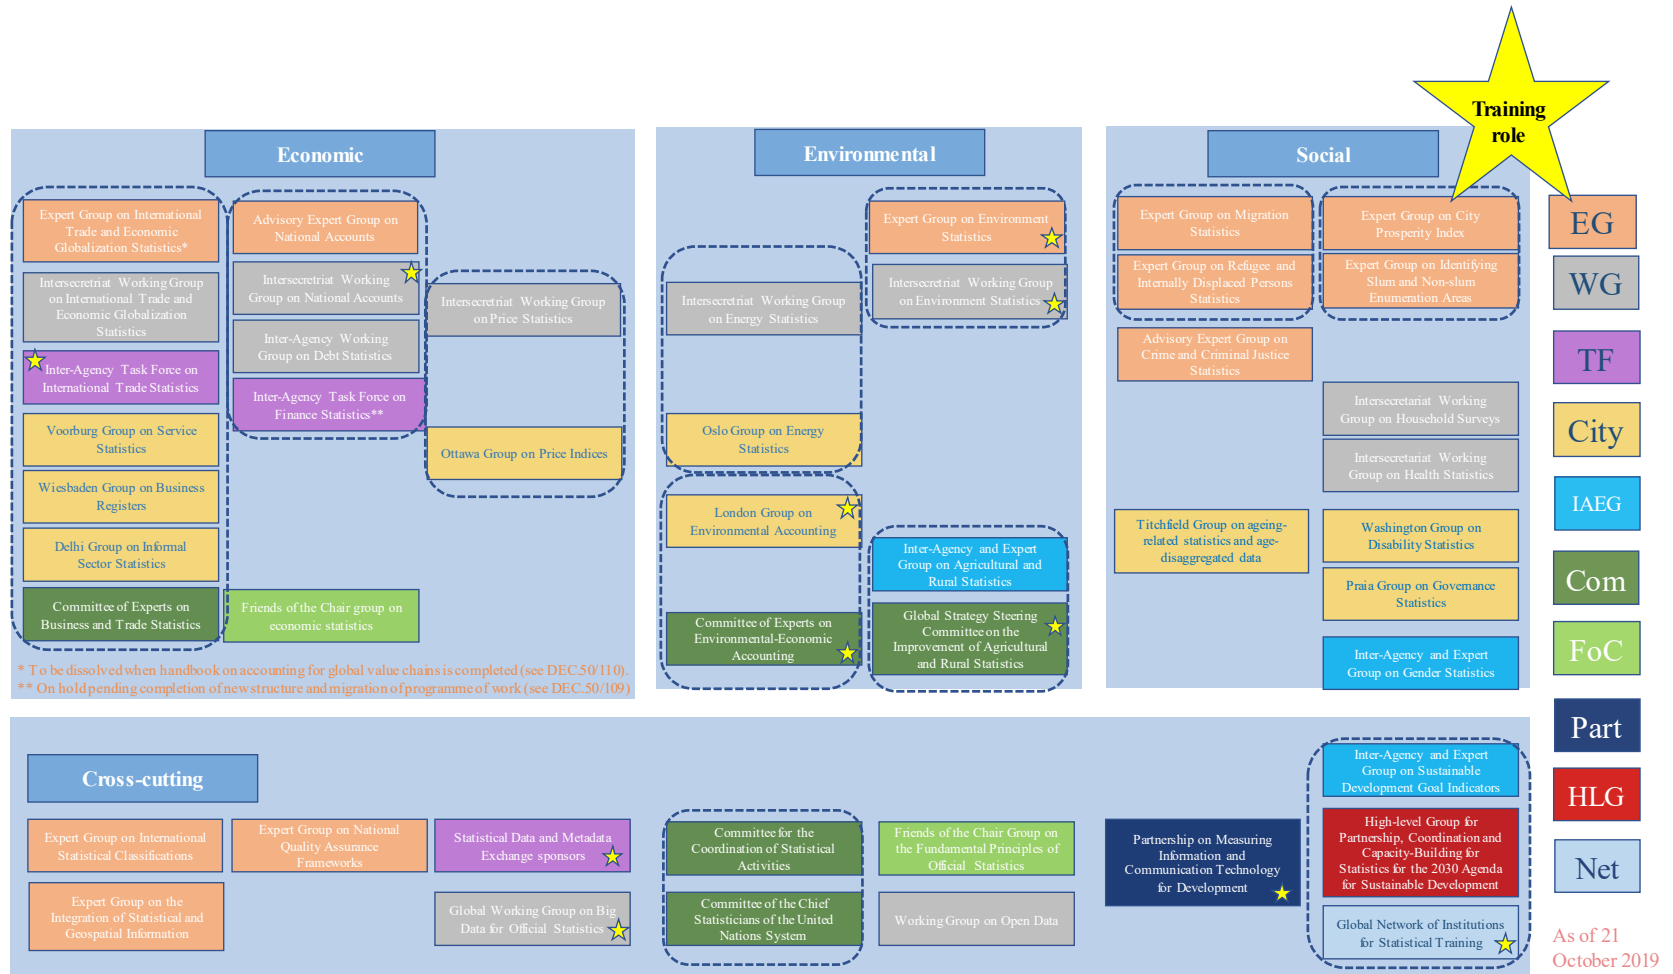 Training
role
Economic
Expert Group on International
Trade and Economic
Globalization Statistics*
Intersecretriat Working Group
on International Trade and
Economic Globalization
Statistics
Inter-Agency Task Force on
International Trade Statistics
Voorburg Group on Service
Statistics
Wiesbaden Group on Business
Registers
Delhi Group on Informal
Sector Statistics
Committee of Experts on
Business and Trade Statistics
Advisory Expert Group on
National Accounts
Intersecretriat Working
Group on National Accounts
Inter-Agency Working
Group on Debt Statistics
Inter-Agency Task Force on
Finance Statistics**
Friends of the Chair group on
economic statistics
Intersecretriat Working Group
on Price Statistics
Ottawa Group on Price Indices
* To be dissolved when handbook on accounting for global value chains is completed (see DEC.50/110).
** On hold pending completion of new structure and migration of programme of work (see DEC.50/109)
Environmental
Intersecretriat Working Group
on Energy Statistics
Oslo Group on Energy
Statistics
London Group on
Environmental Accounting
Committee of Experts on
Environmental-Economic
Accounting
Expert Group on Environment
Statistics
Intersecretriat Working Group
on Environment Statistics
Inter-Agency and Expert
Group on Agricultural and
Rural Statistics
Global Strategy Steering
Committee on the
Improvement of Agricultural
and Rural Statistics
Social
Expert Group on Migration
Statistics
Expert Group on Refugee and
Internally Displaced Persons
Statistics
Advisory Expert Group on
Crime and Criminal Justice
Statistics
Titchfield Group on ageing-
related statistics and age-
disaggregated data
Expert Group on City
Prosperity Index
Expert Group on Identifying
Slum and Non-slum
Enumeration Areas
Intersecretariat Working
Group on Household Surveys
Intersecretariat Working
Group on Health Statistics
Washington Group on
Disability Statistics
Praia Group on Governance
Statistics
Inter-Agency and Expert
Group on Gender Statistics
EG
WG
TF
City
IAEG
Com
FoC
Part
HLG
Net
Cross-cutting
Expert Group on International
Statistical Classifications
Expert Group on the
Integration of Statistical and
Geospatial Information
Expert Group on National
Quality Assurance
Frameworks
Statistical Data and Metadata
Exchange sponsors
Global Working Group on Big
Data for Official Statistics
Committee for the
Coordination of Statistical
Activities
Committee of the Chief
Statisticians of the United
Nations System
Friends of the Chair Group on
the Fundamental Principles of
Official Statistics
Working Group on Open Data
Partnership on Measuring
Information and
Communication Technology
for Development
Inter-Agency and Expert
Group on Sustainable
Development Goal Indicators
High-level Group for
Partnership, Coordination and
Capacity-Building for
Statistics for the 2030 Agenda
for Sustainable Development
Global Network of Institutions
for Statistical Training
As of 21
October 2019